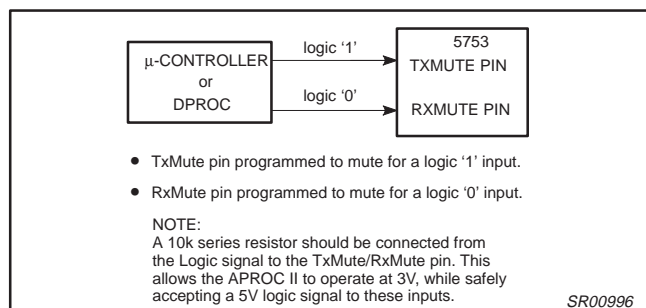 logic ‘1’
5753
µ-CONTROLLER
TXMUTE PIN
or
logic ‘0’
DPROC
RXMUTE PIN
• TxMute pin programmed to mute for a logic ‘1’ input.
• RxMute pin programmed to mute for a logic ‘0’ input.
NOTE:
A 10k series resistor should be connected from
the Logic signal to the TxMute/RxMute pin. This
allows the APROC II to operate at 3V, while safely
accepting a 5V logic signal to these inputs.
SR00996